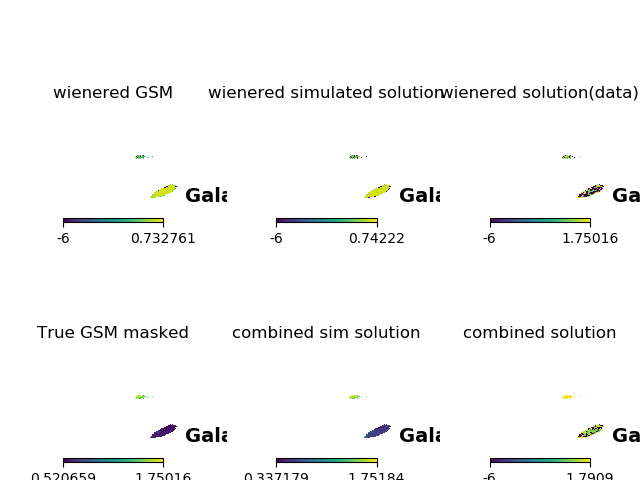 wienered GSM wienered simulated solution wienered solution(data)
Gala Gala Ga
-6 0.732761 -6 0.74222 -6 1.75016
True GSM masked combined sim solution combined solution
Gala Gala Ga
0.520659 1.75016 0.337179 1.75184 -6 1.7909